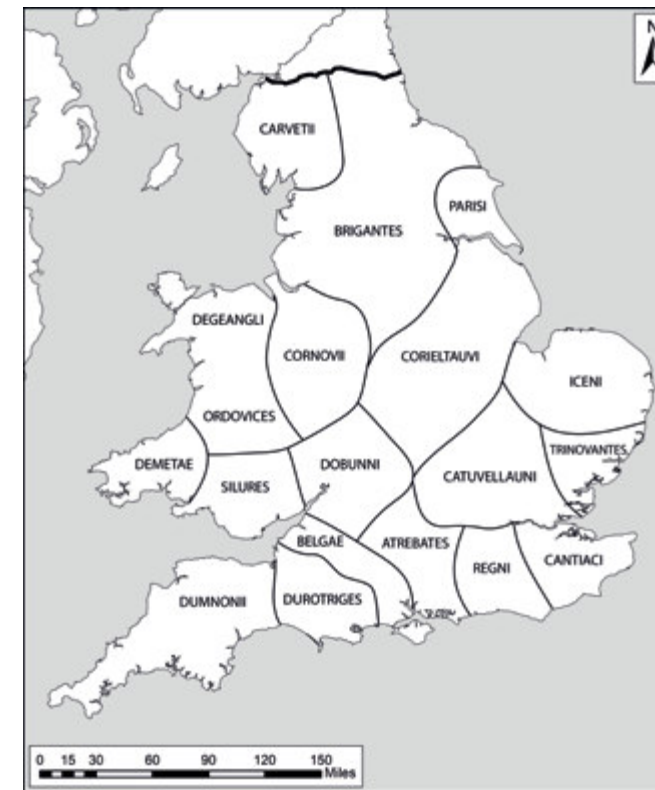 N
CARVETII
PARISI
BRIGANTES
DEGEANGLI
CORNOVII
CORIELTAUVI
ICENI
ORDOVICES
TRINOVANTES
DEMETAE
DOBUNNI
CATUVELLAUNI
SILURES
BELGAE
ATREBATES
CANTIACI
REGNI
DUMNONII
DUROTRIGES
0 15 30 60 90 120 150
Miles